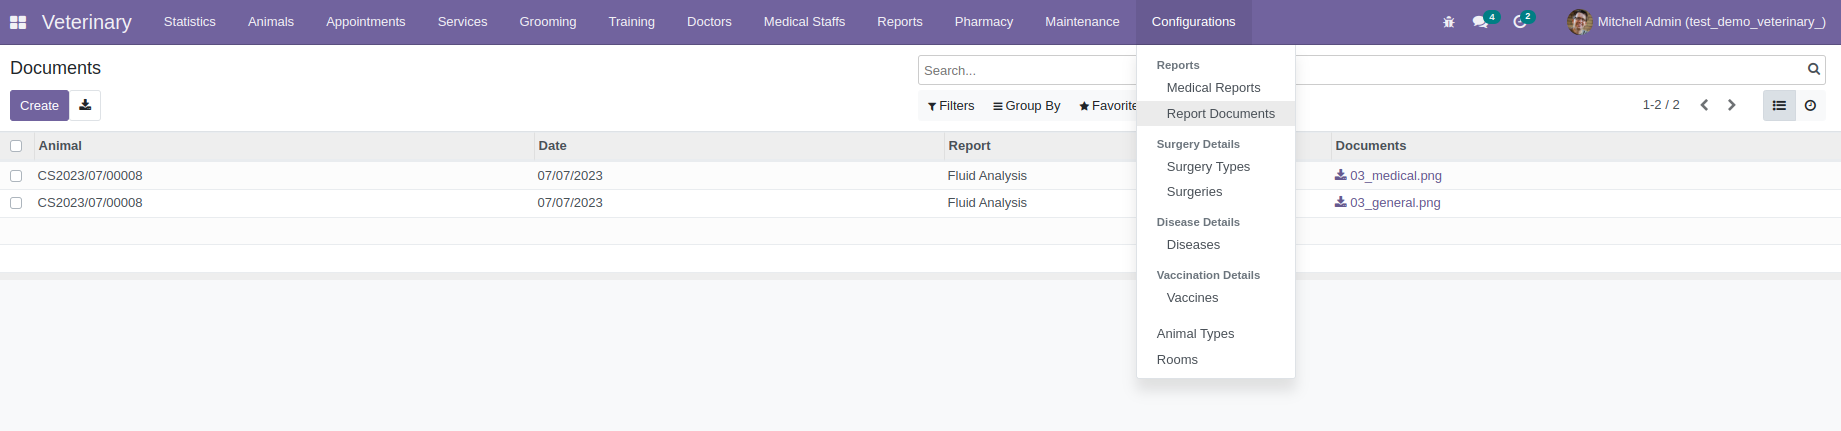 Veterinary Statistics Animals Appointments Services Grooming Training Doctors Medical Staffs Reports Pharmacy Maintenance Configurations 4 2 Mitchell Admin (test_demo_veterinary_)
Documents
Search...
Create
Filters Group By Favorite
1-2 / 2
Reports
Medical Reports
Report Documents
Surgery Details
Surgery Types
Surgeries
Disease Details
Diseases
Vaccination Details
Vaccines
Animal Types
Rooms
Animal Date Report Documents
CS2023/07/00008 07/07/2023 Fluid Analysis 03_medical.png
CS2023/07/00008 07/07/2023 Fluid Analysis 03_general.png